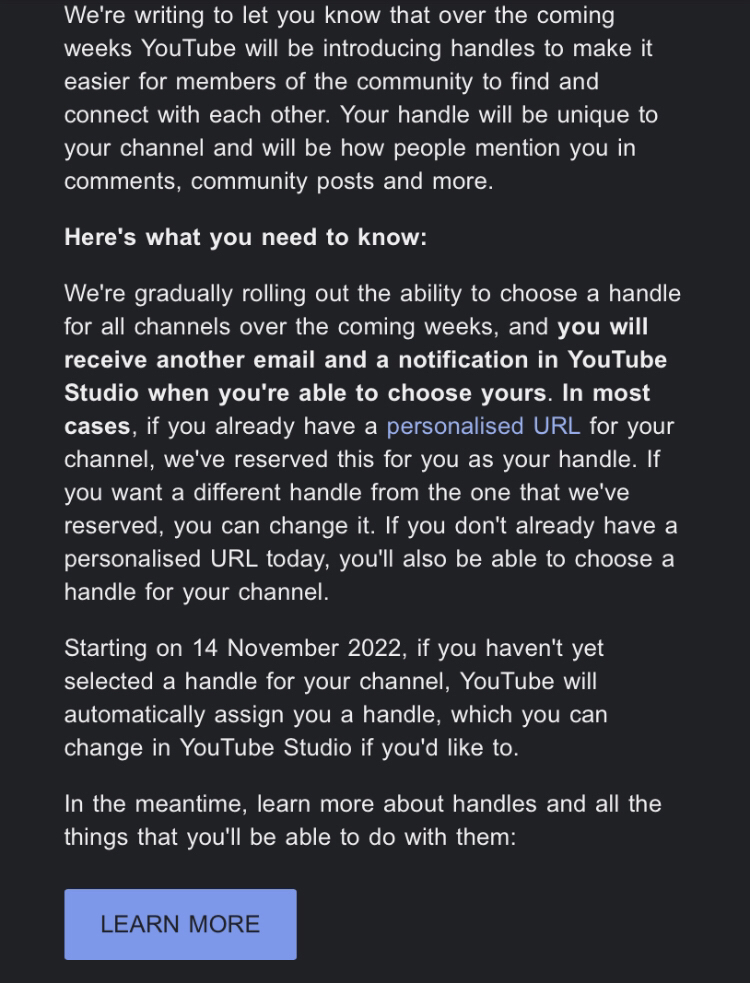 We're writing to let you know that over the coming
weeks YouTube will be introducing handles to make it
easier for members of the community to find and
connect with each other. Your handle will be unique to
your channel and will be how people mention you in
comments, community posts and more.
Here's what you need to know:
We're gradually rolling out the ability to choose a handle
for all channels over the coming weeks, and you will
receive another email and a notification in YouTube
Studio when you're able to choose yours. In most
cases, if you already have a personalised URL for your
channel, we've reserved this for you as your handle. If
you want a different handle from the one that we've
reserved, you can change it. If you don't already have a
personalised URL today, you'll also be able to choose a
handle for your channel.
Starting on 14 November 2022, if you haven't yet
selected a handle for your channel, YouTube will
automatically assign you a handle, which you can
change in YouTube Studio if you'd like to.
In the meantime, learn more about handles and all the
things that you'll be able to do with them:
LEARN MORE